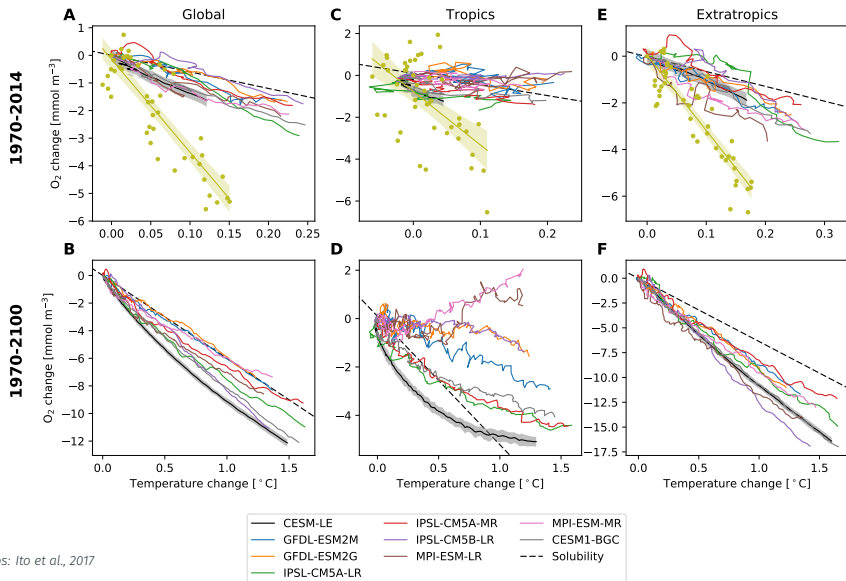 Global
Tropics
Extratropics
A
C
E
1970-2014
O₂ change [mmol m⁻³]
1
0
−1
−2
−3
−4
−5
−6
0.00 0.05 0.10 0.15 0.20 0.25
2
0
−2
−4
−6
0.0 0.1 0.2
0
−2
−4
−6
0.0 0.1 0.2 0.3
B
D
F
1970-2100
O₂ change [mmol m⁻³]
0
−2
−4
−6
−8
−10
−12
0.0 0.5 1.0 1.5
Temperature change [°C]
2
0
−2
−4
0.0 0.5 1.0 1.5
Temperature change [°C]
0.0
−2.5
−5.0
−7.5
−10.0
−12.5
−15.0
−17.5
0.0 0.5 1.0 1.5
Temperature change [°C]
CESM-LE
GFDL-ESM2M
GFDL-ESM2G
IPSL-CM5A-LR
IPSL-CM5A-MR
IPSL-CM5B-LR
MPI-ESM-LR
MPI-ESM-MR
CESM1-BGC
Solubility
s: Ito et al., 2017